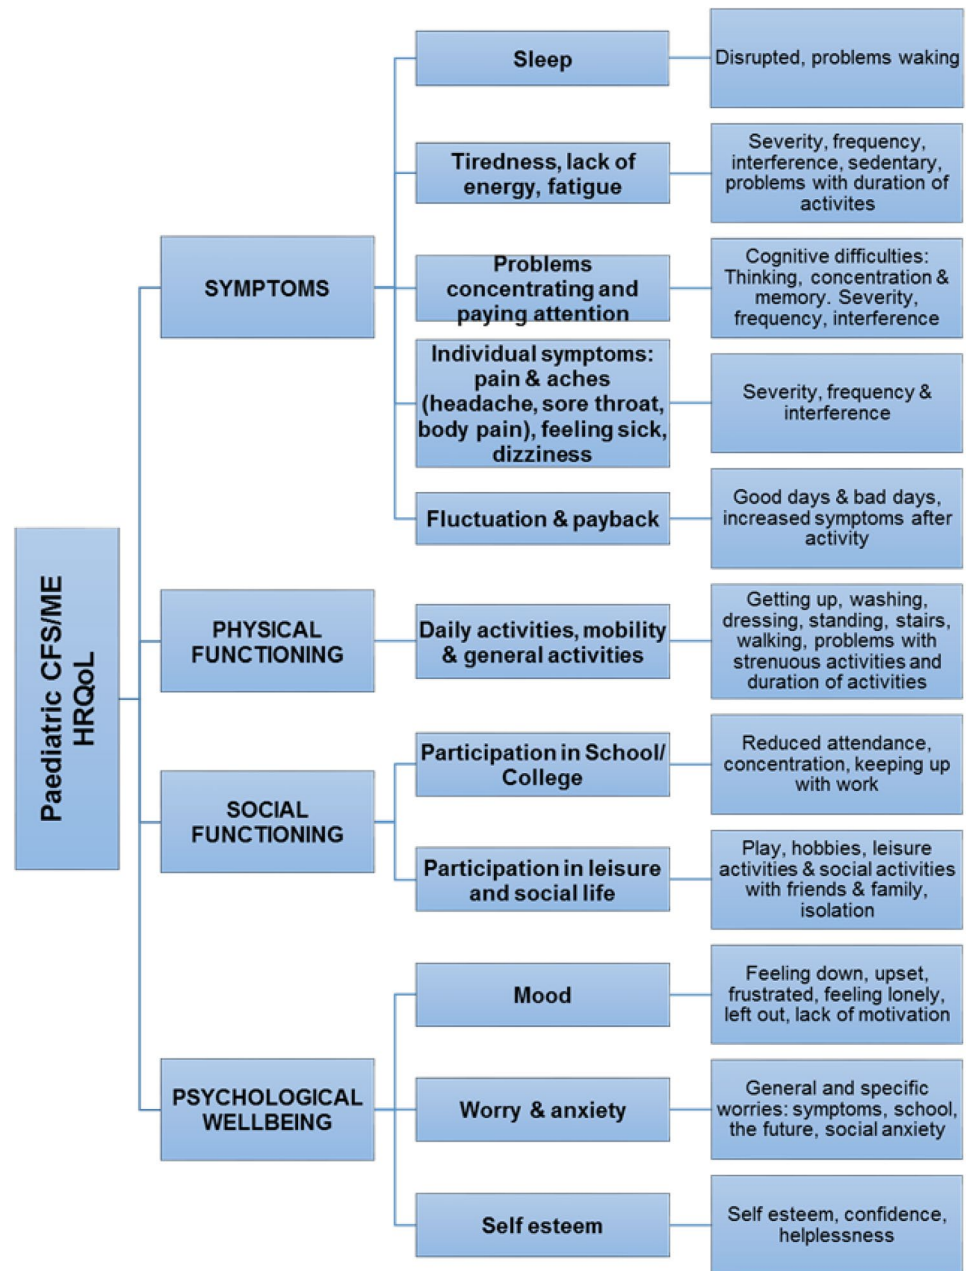 Paediatric CFS/ME
HRQoL
SYMPTOMS
Sleep
Disrupted, problems waking
Tiredness, lack of
energy, fatigue
Severity, frequency,
interference, sedentary,
problems with duration of
activites
Problems
concentrating and
paying attention
Cognitive difficulties:
Thinking, concentration &
memory. Severity,
frequency, interference
Individual symptoms:
pain & aches
(headache, sore throat,
body pain), feeling sick,
dizziness
Severity, frequency &
interference
Fluctuation & payback
Good days & bad days,
increased symptoms after
activity
PHYSICAL
FUNCTIONING
Daily activities, mobility
& general activities
Getting up, washing,
dressing, standing, stairs,
walking, problems with
strenuous activities and
duration of activities
SOCIAL
FUNCTIONING
Participation in School/
College
Reduced attendance,
concentration, keeping up
with work
Participation in leisure
and social life
Play, hobbies, leisure
activities & social activities
with friends & family,
isolation
PSYCHOLOGICAL
WELLBEING
Mood
Feeling down, upset,
frustrated, feeling lonely,
left out, lack of motivation
Worry & anxiety
General and specific
worries: symptoms, school,
the future, social anxiety
Self esteem
Self esteem, confidence,
helplessness